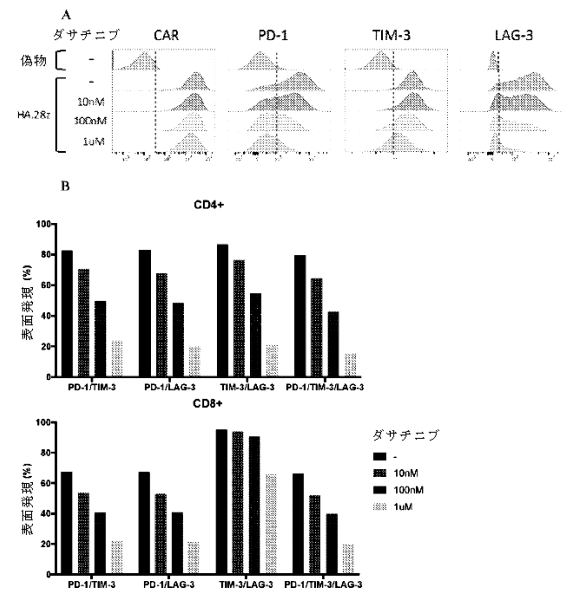 A
ダサチニブ CAR PD-1 TIM-3 LAG-3
偽物 -
-
10nM
HA.28z
100nM
1uM
B
CD4+
表面発現 (%)
100
80
60
40
20
0
PD-1/TIM-3 PD-1/LAG-3 TIM-3/LAG-3 PD-1/TIM-3/LAG-3
CD8+
表面発現 (%)
100
80
60
40
20
0
PD-1/TIM-3 PD-1/LAG-3 TIM-3/LAG-3 PD-1/TIM-3/LAG-3
ダサチニブ
-
10nM
100nM
1uM